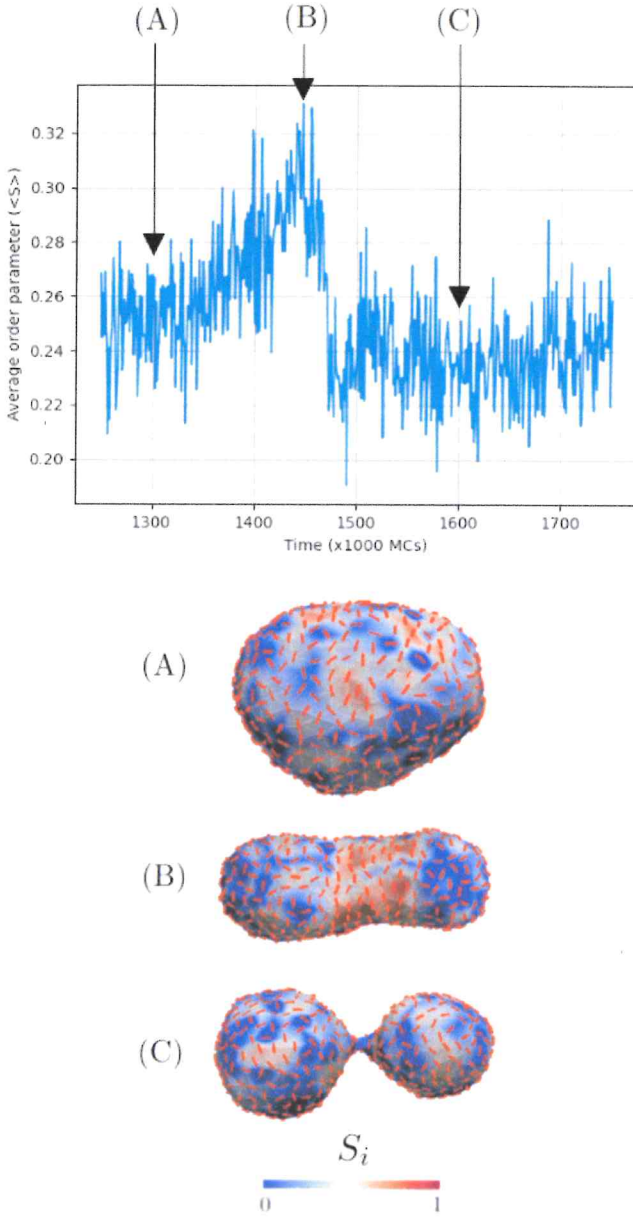 (A) (B) (C)
0.32
0.30
0.28
0.26
0.24
0.22
0.20
Average order parameter (<S>)
1300 1400 1500 1600 1700
Time (x1000 MCs)
(A)
(B)
(C)
S_i
0 1